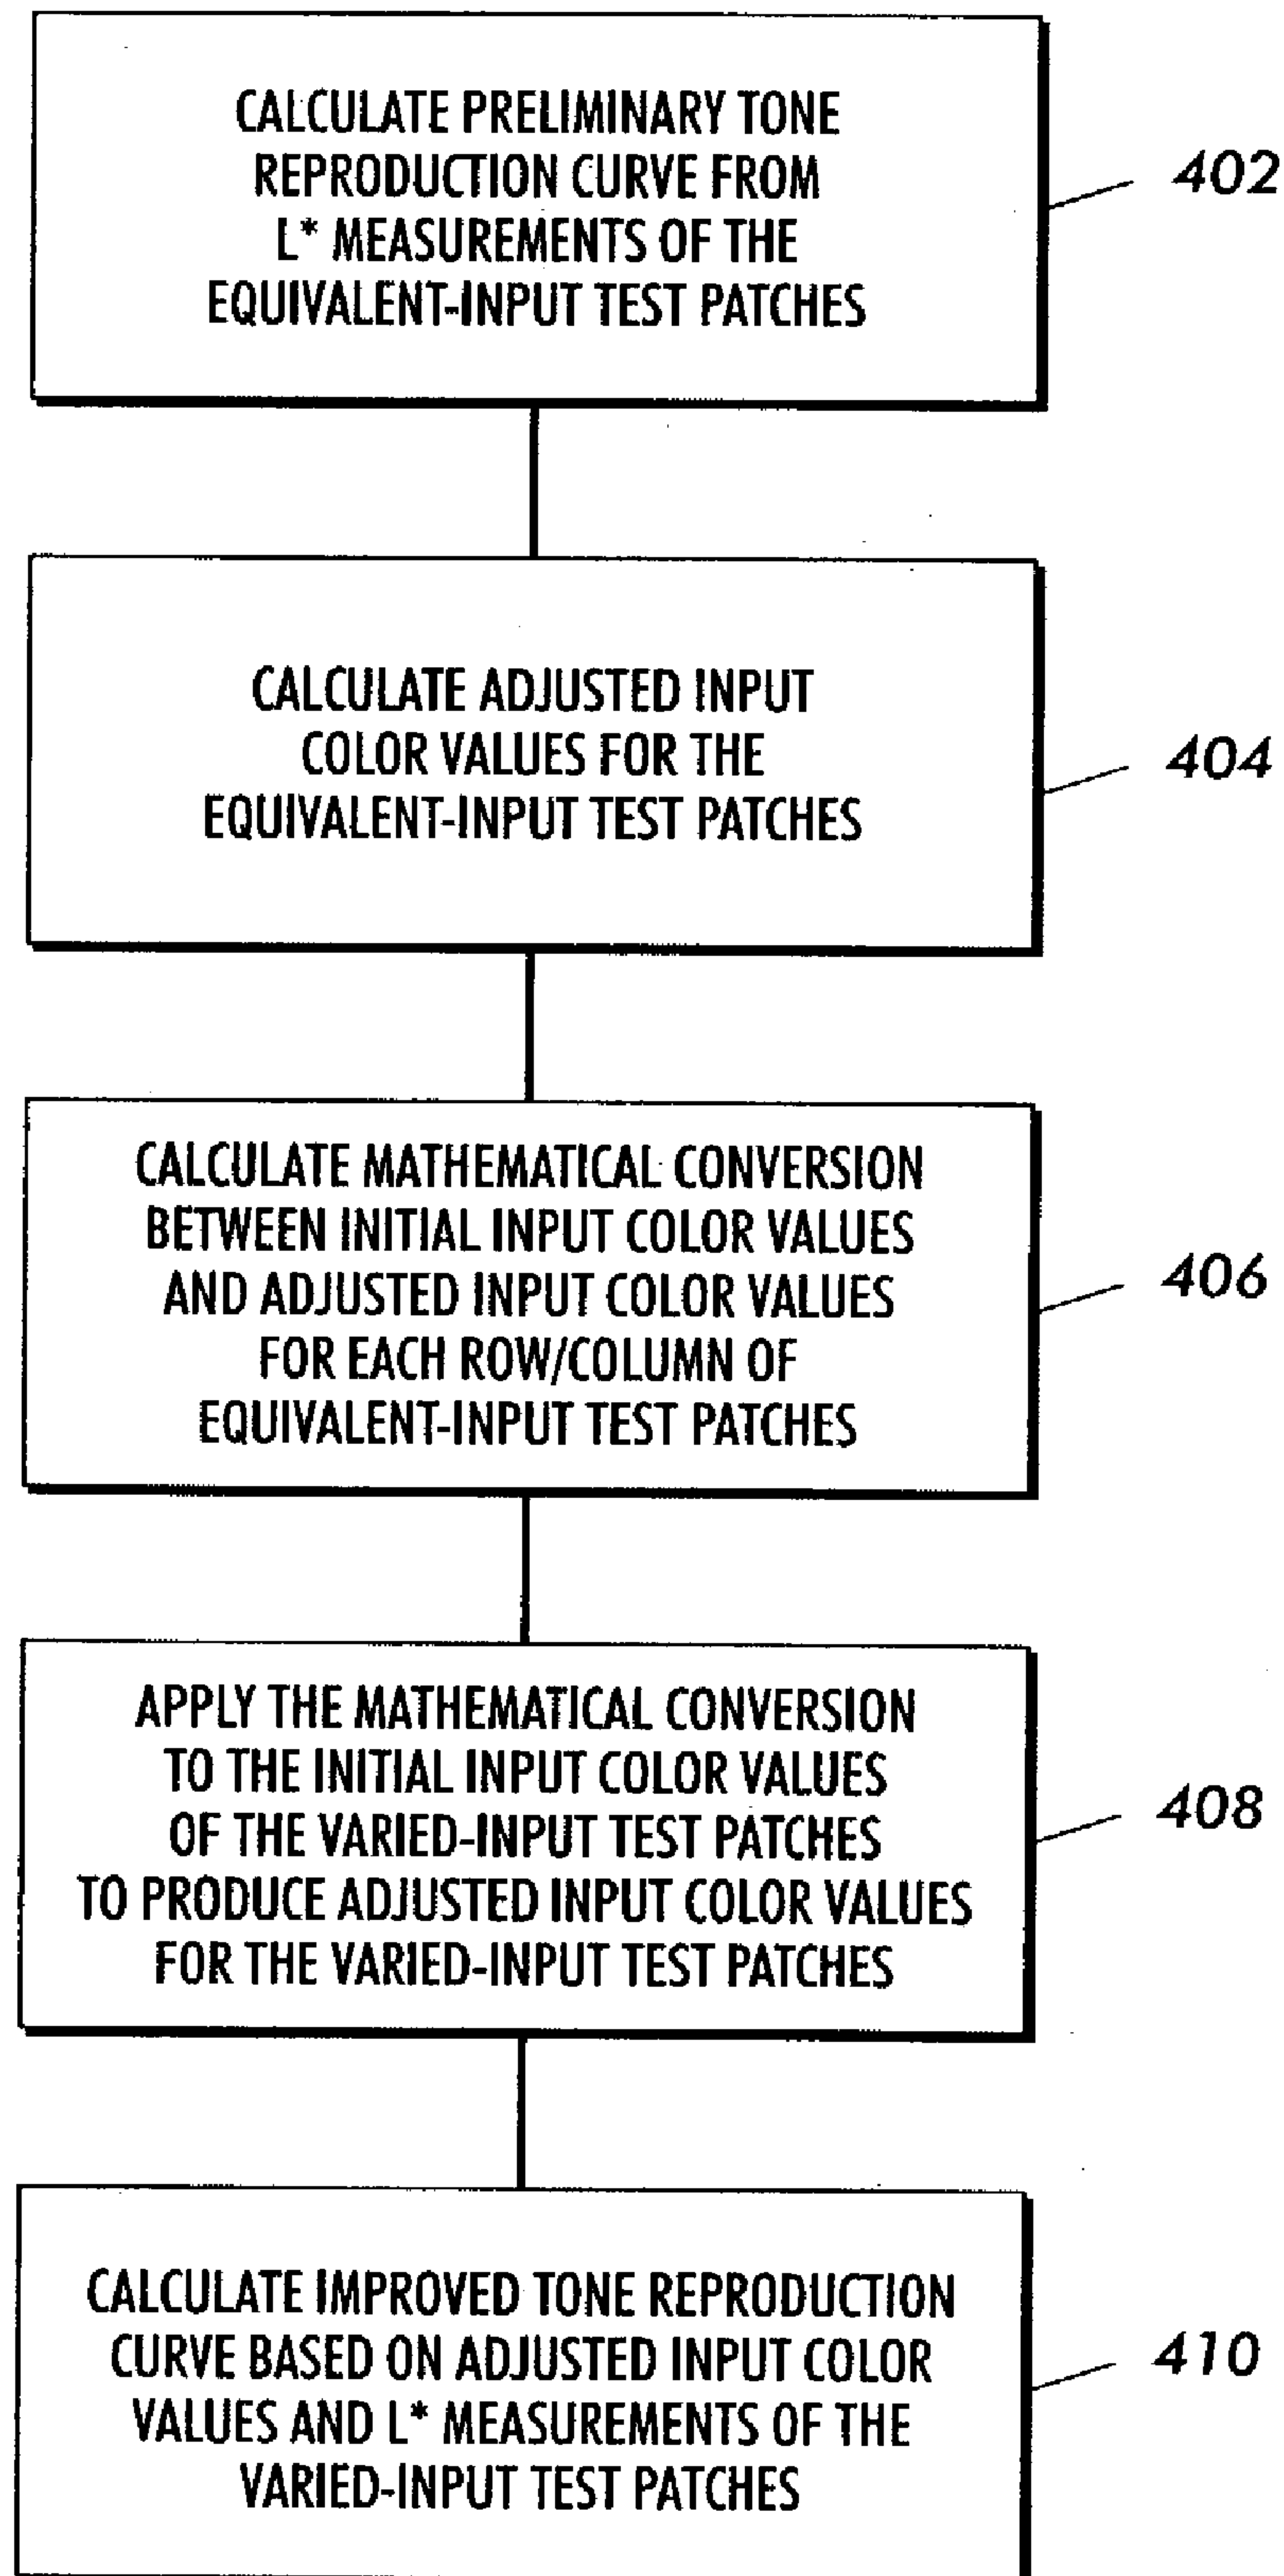 CALCULATE PRELIMINARY TONE
REPRODUCTION CURVE FROM
L* MEASUREMENTS OF THE
EQUIVALENT-INPUT TEST PATCHES
402
CALCULATE ADJUSTED INPUT
COLOR VALUES FOR THE
EQUIVALENT-INPUT TEST PATCHES
404
CALCULATE MATHEMATICAL CONVERSION
BETWEEN INITIAL INPUT COLOR VALUES
AND ADJUSTED INPUT COLOR VALUES
FOR EACH ROW/COLUMN OF
EQUIVALENT-INPUT TEST PATCHES
406
APPLY THE MATHEMATICAL CONVERSION
TO THE INITIAL INPUT COLOR VALUES
OF THE VARIED-INPUT TEST PATCHES
TO PRODUCE ADJUSTED INPUT COLOR VALUES
FOR THE VARIED-INPUT TEST PATCHES
408
CALCULATE IMPROVED TONE REPRODUCTION
CURVE BASED ON ADJUSTED INPUT COLOR
VALUES AND L* MEASUREMENTS OF THE
VARIED-INPUT TEST PATCHES
410